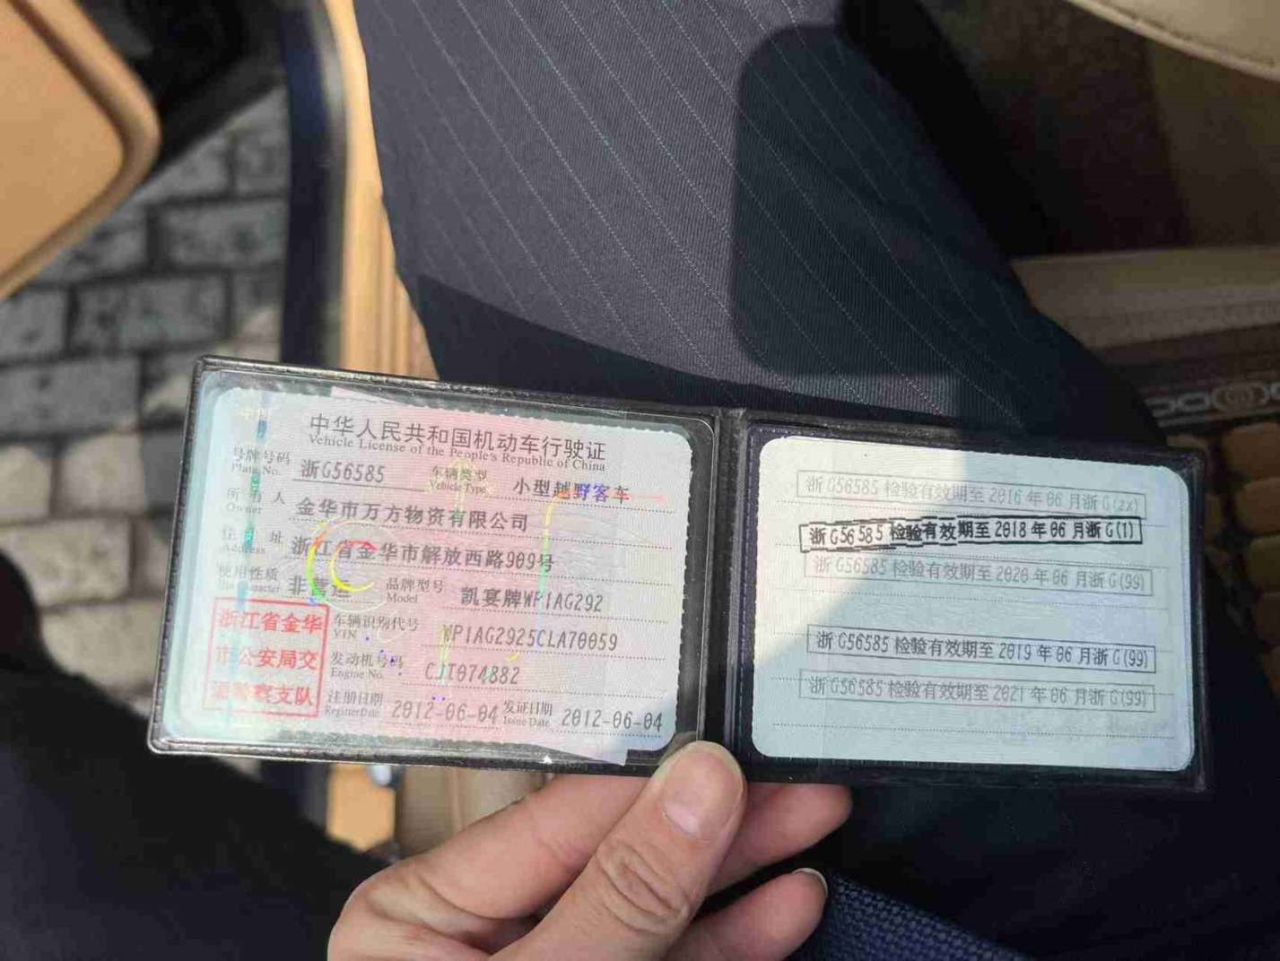 中华人民共和国机动车行驶证
Vehicle License of the People's Republic of China
号牌号码 浙G56585 车辆类型 小型越野客车
Plate No. Vehicle Type
所有人 金华市万方物资有限公司
Owner
住址 浙江省金华市解放西路909号
Address
使用性质 非营运 品牌型号 凯宴牌WP1AG292
Model
浙江省金华市公安局交通警察支队
车辆识别代号 WP1AG2925CLA70059
VIN
发动机号码 CJT074882
Engine No.
注册日期 2012-06-04 发证日期 2012-06-04
Register Date Issue Date
浙G56585 检验有效期至2016年06月浙G(zx)
浙G56585 检验有效期至2018年06月浙G(1)
浙G56585 检验有效期至2020年06月浙G(99)
浙G56585 检验有效期至2019年06月浙G(99)
浙G56585 检验有效期至2021年06月浙G(99)